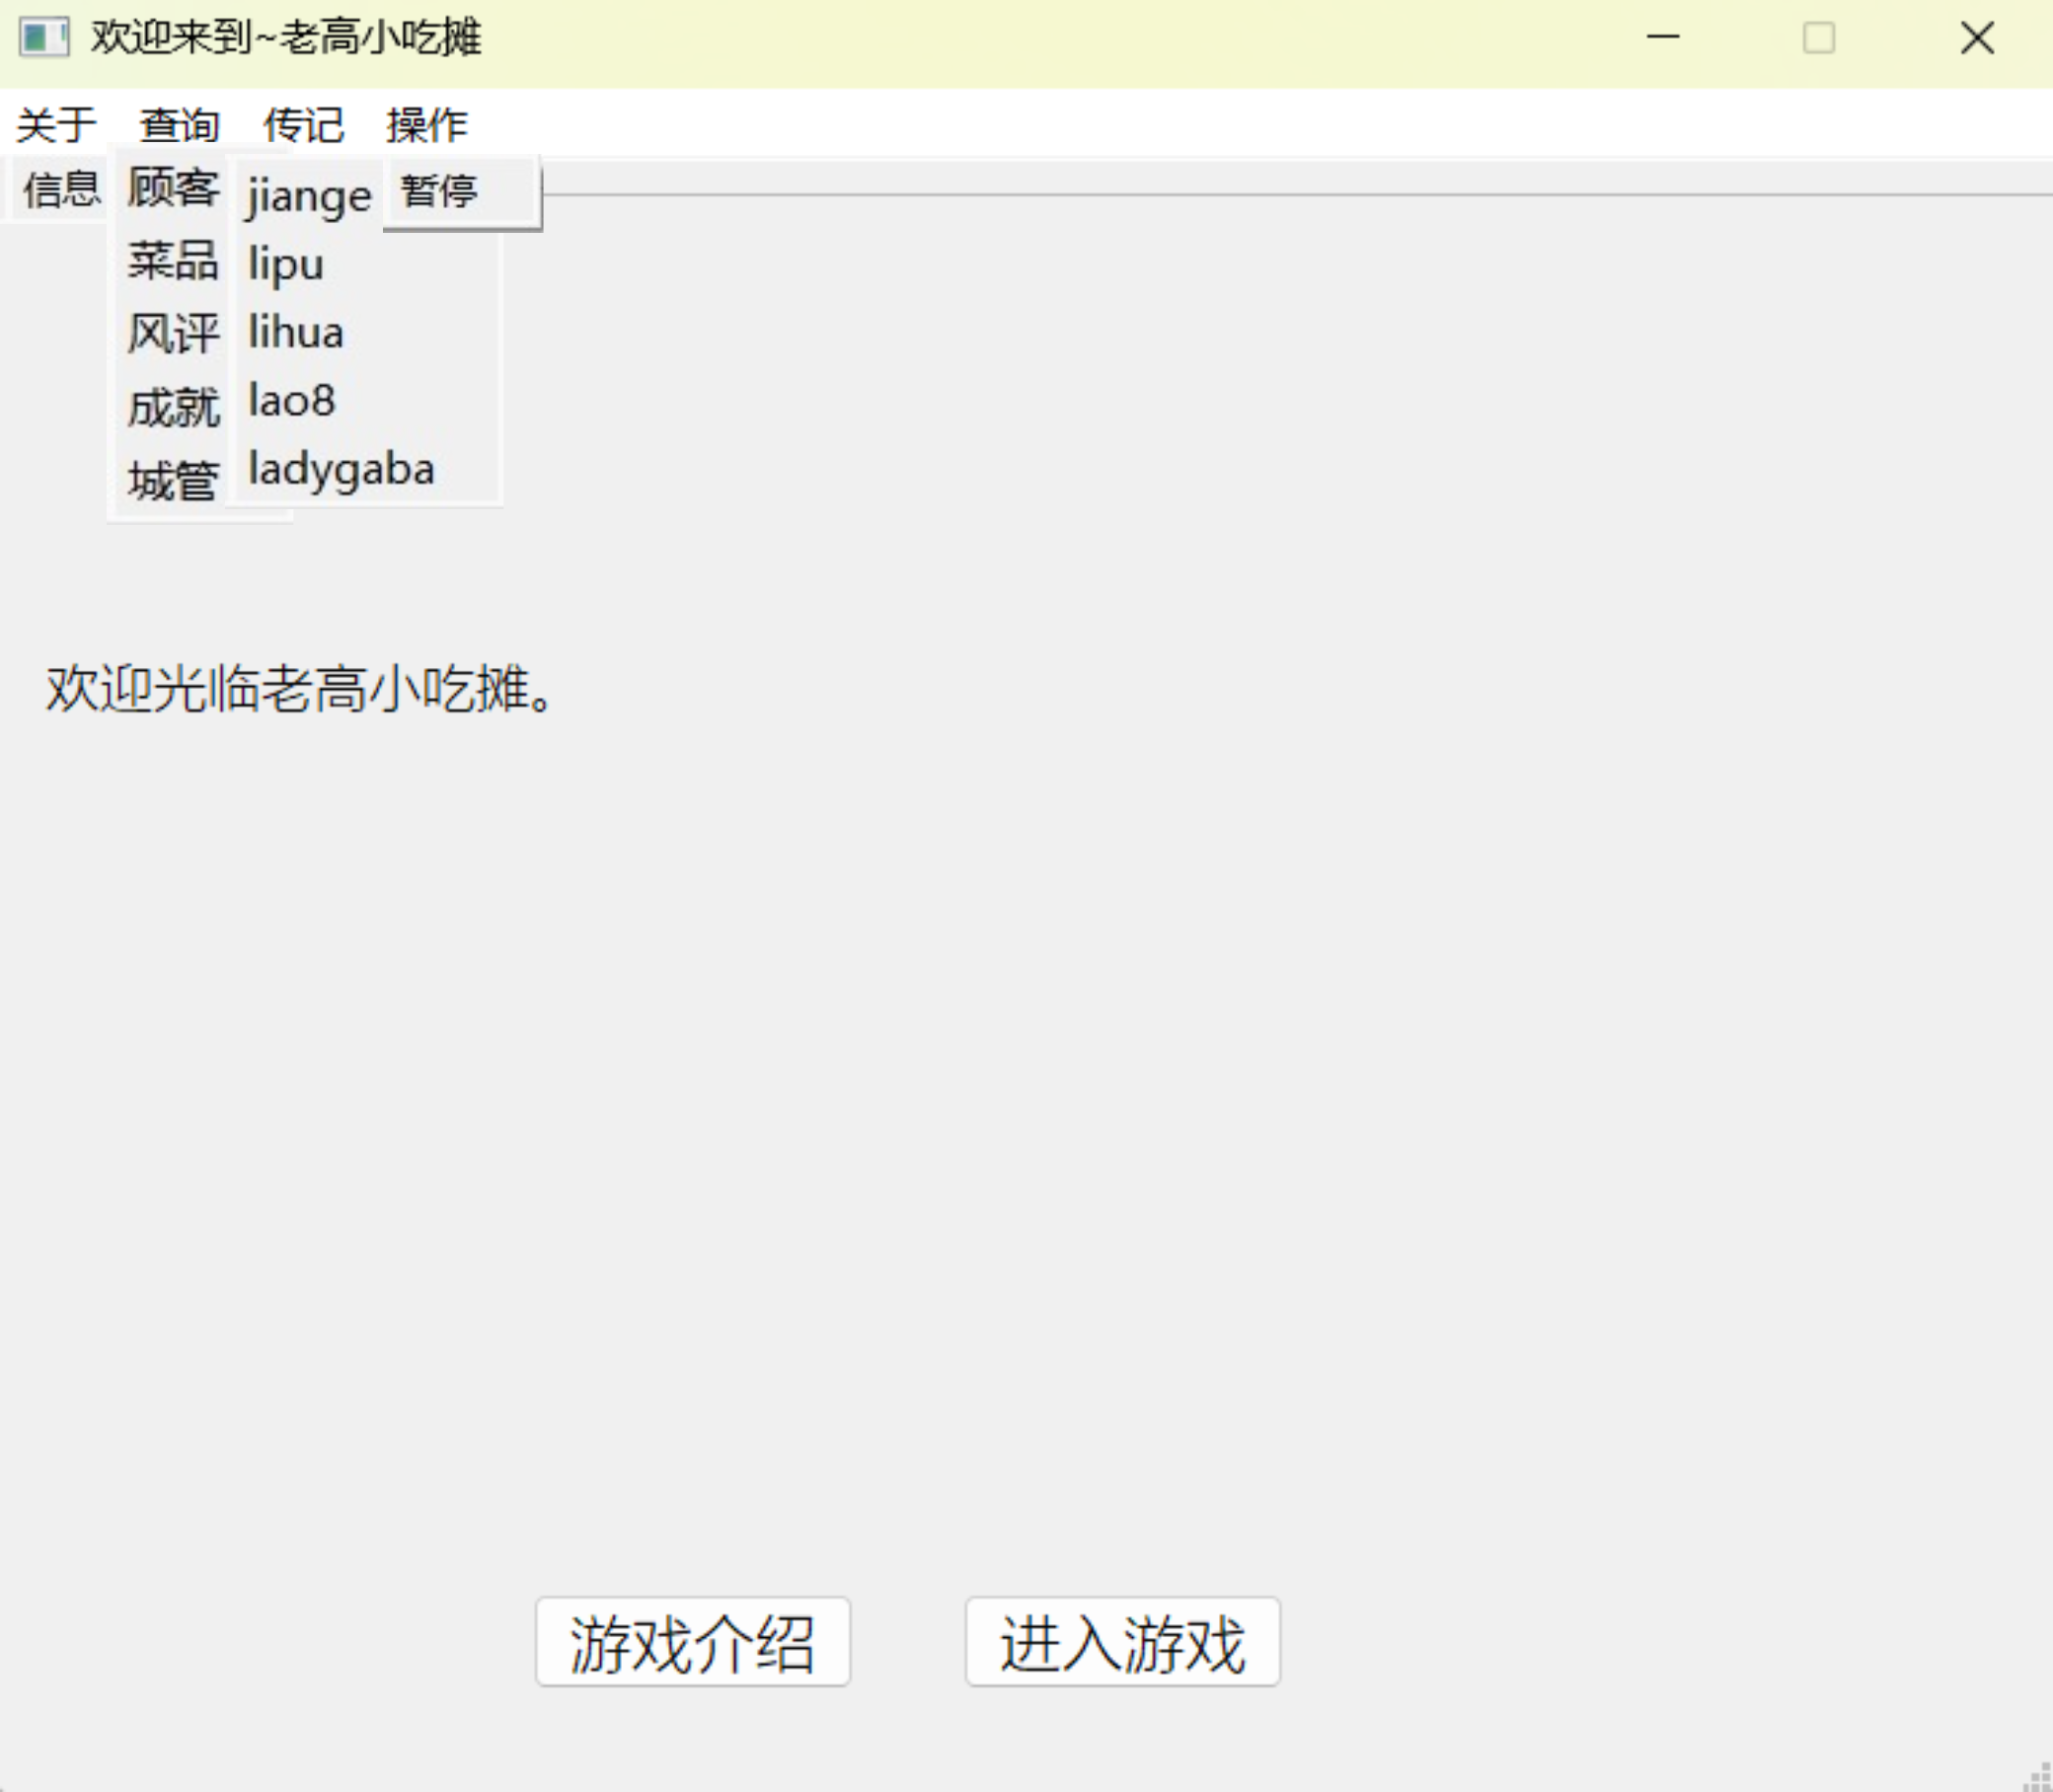 欢迎来到~老高小吃摊
关于 查询 传记 操作
信息 顾客 jiange 暂停
菜品 lipu
风评 lihua
成就 lao8
城管 ladygaba
欢迎光临老高小吃摊。
游戏介绍 进入游戏